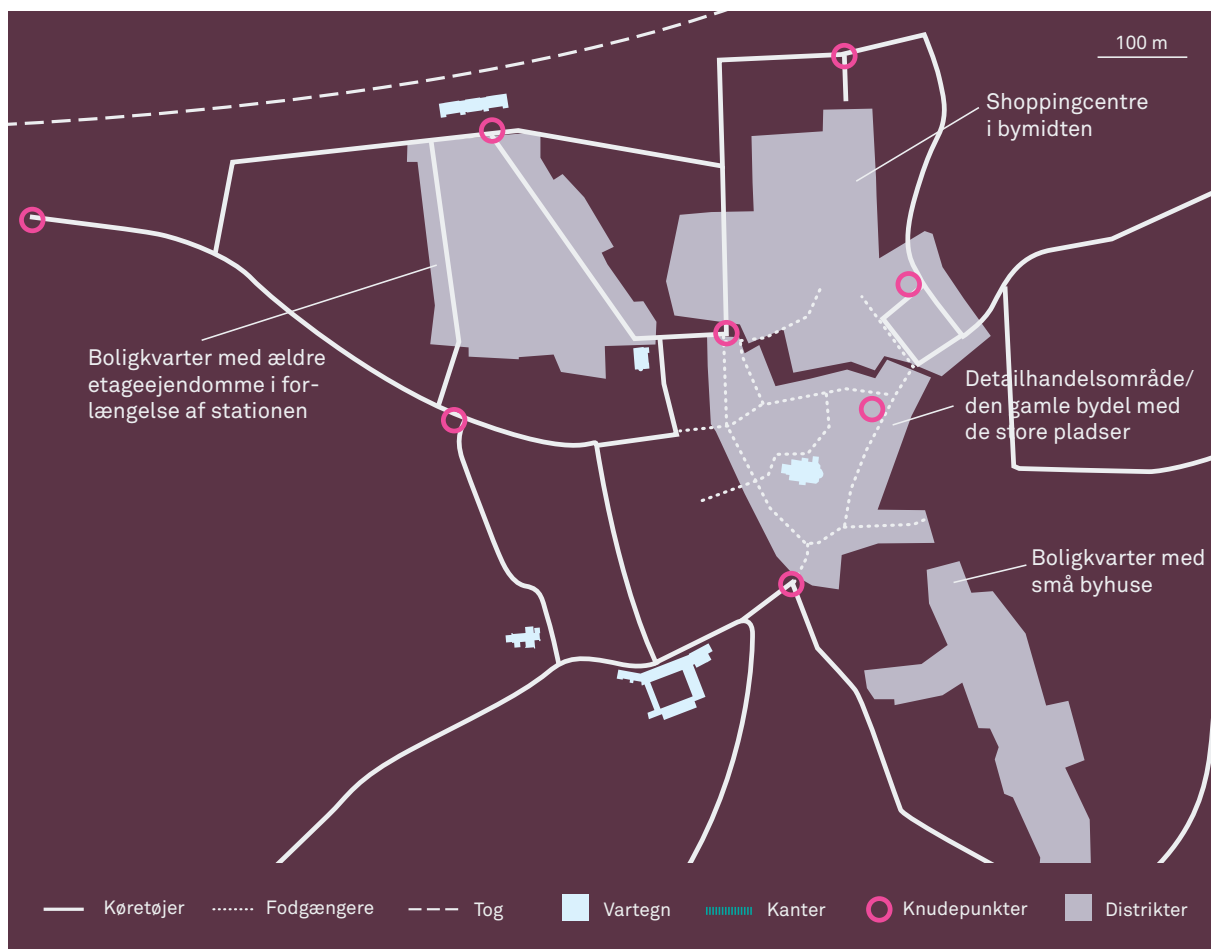 100 m
Shoppingcentre
i bymidten
Boligkvarter med ældre
etageejendomme i for-
længelse af stationen
Detailhandelsområde/
den gamle bydel med
de store pladser
Boligkvarter med
små byhuse
Køretøjer
Fodgængere
Tog
Vartegn
Kanter
Knudepunkter
Distrikter